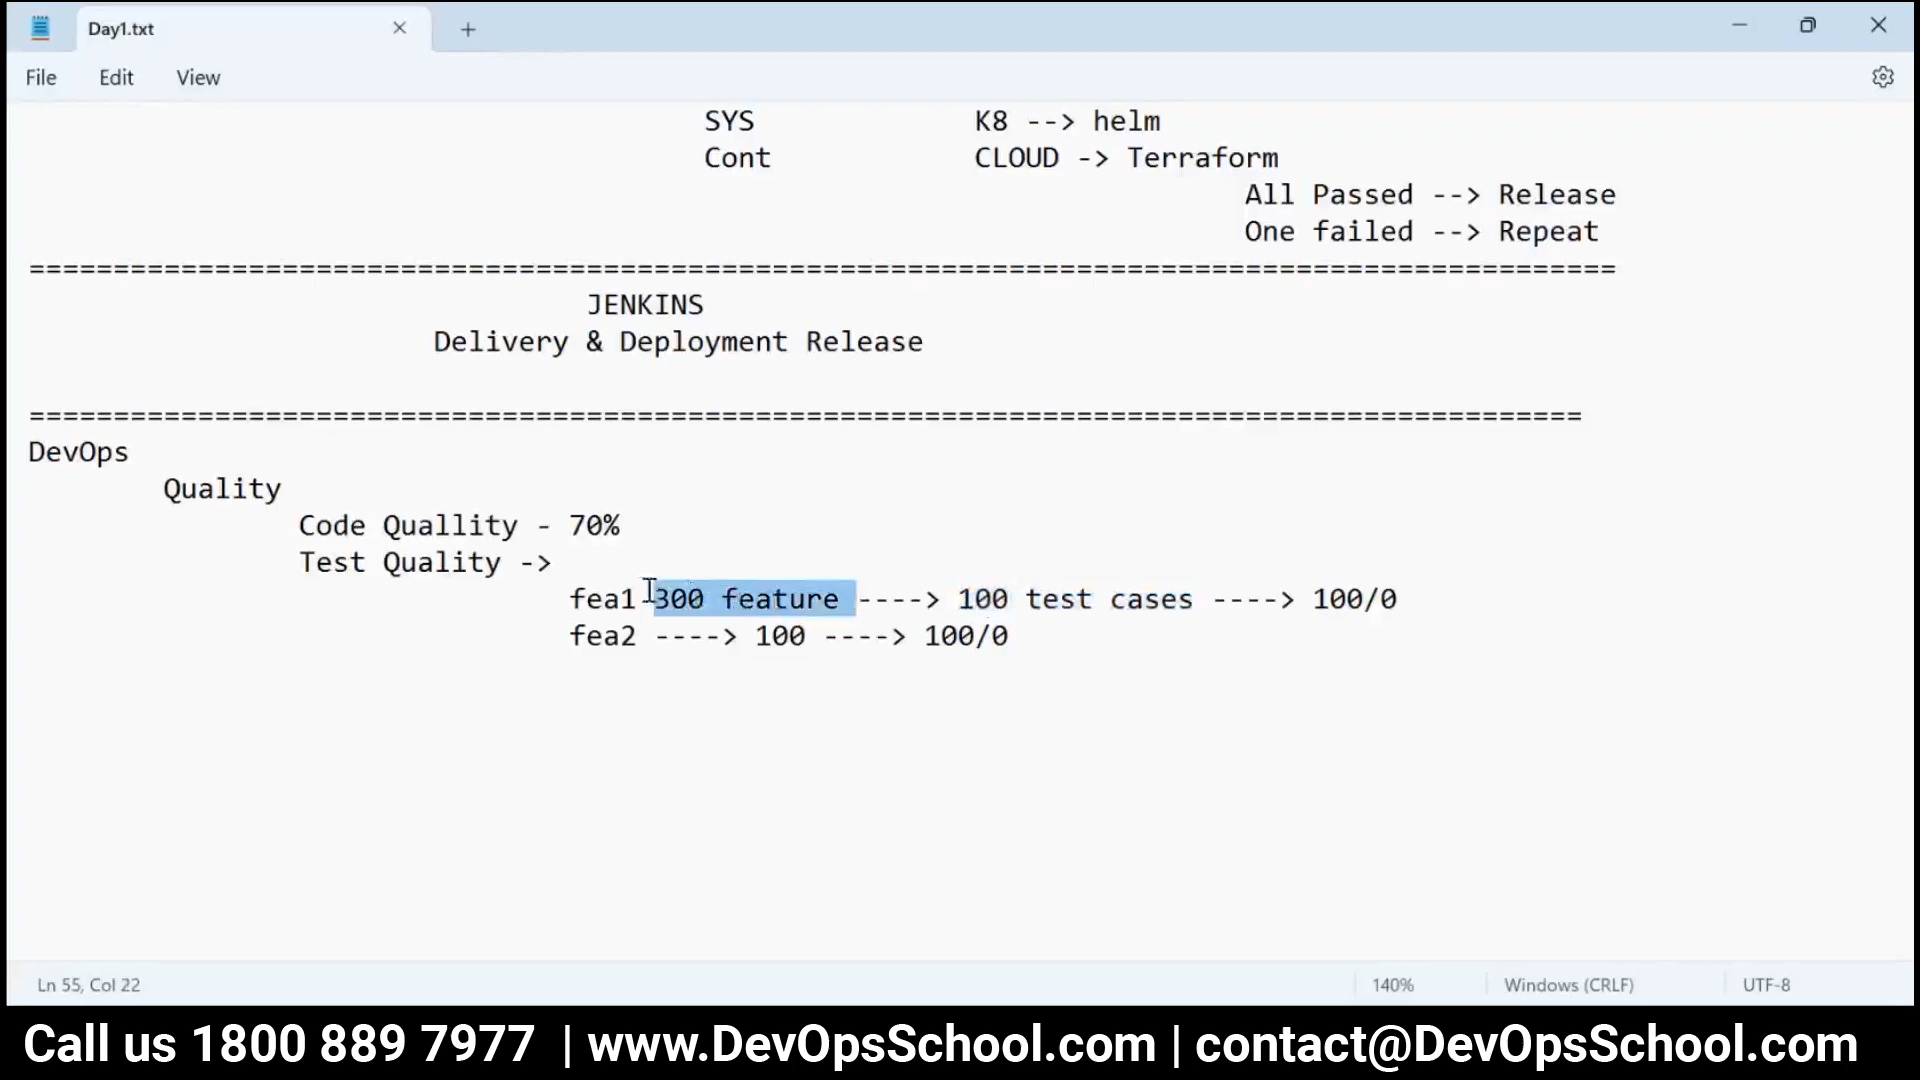 Day1.txt
File Edit View
SYS K8 --> helm
Cont CLOUD -> Terraform
All Passed --> Release
One failed --> Repeat
==============================================================================================
JENKINS
Delivery & Deployment Release
============================================================================================
DevOps
Quality
Code Quallity - 70%
Test Quality ->
fea1 300 feature ----> 100 test cases ----> 100/0
fea2 ----> 100 ----> 100/0
Ln 55, Col 22 140% Windows (CRLF) UTF-8
Call us 1800 889 7977 | www.DevOpsSchool.com | contact@DevOpsSchool.com